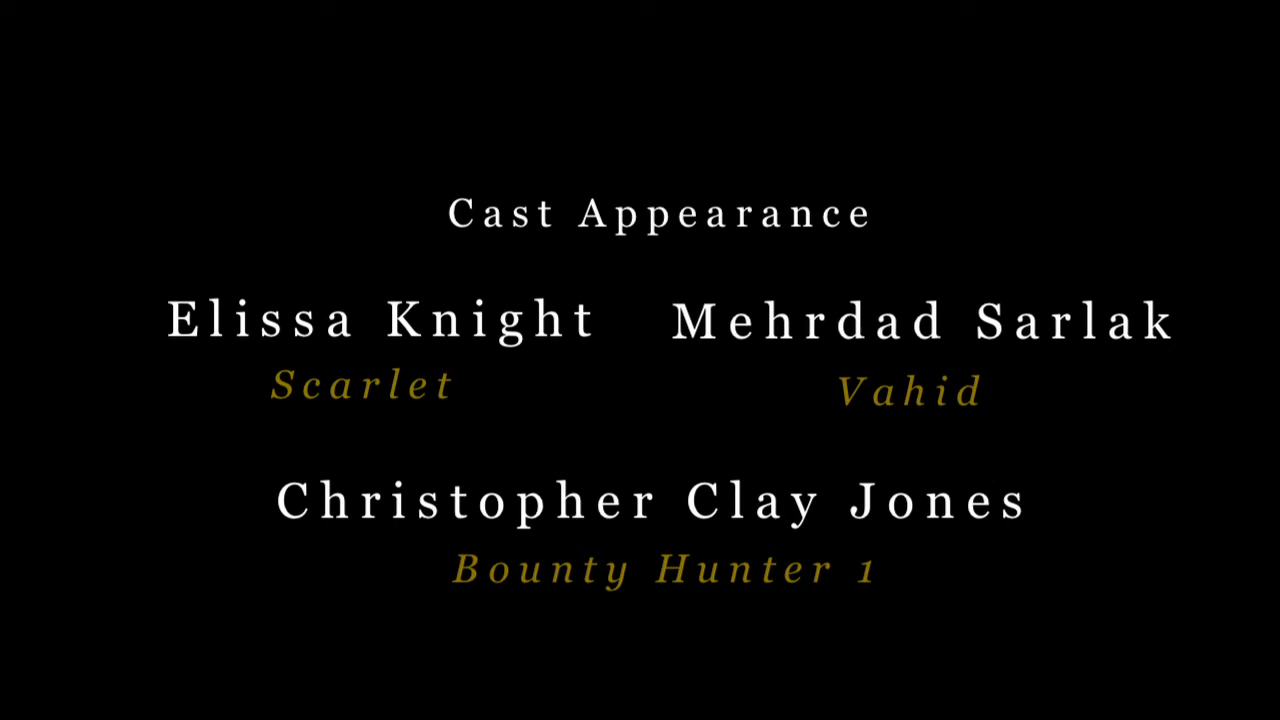 Cast Appearance
Elissa Knight Mehrdad Sarlak
Scarlet Vahid
Christopher Clay Jones
Bounty Hunter 1